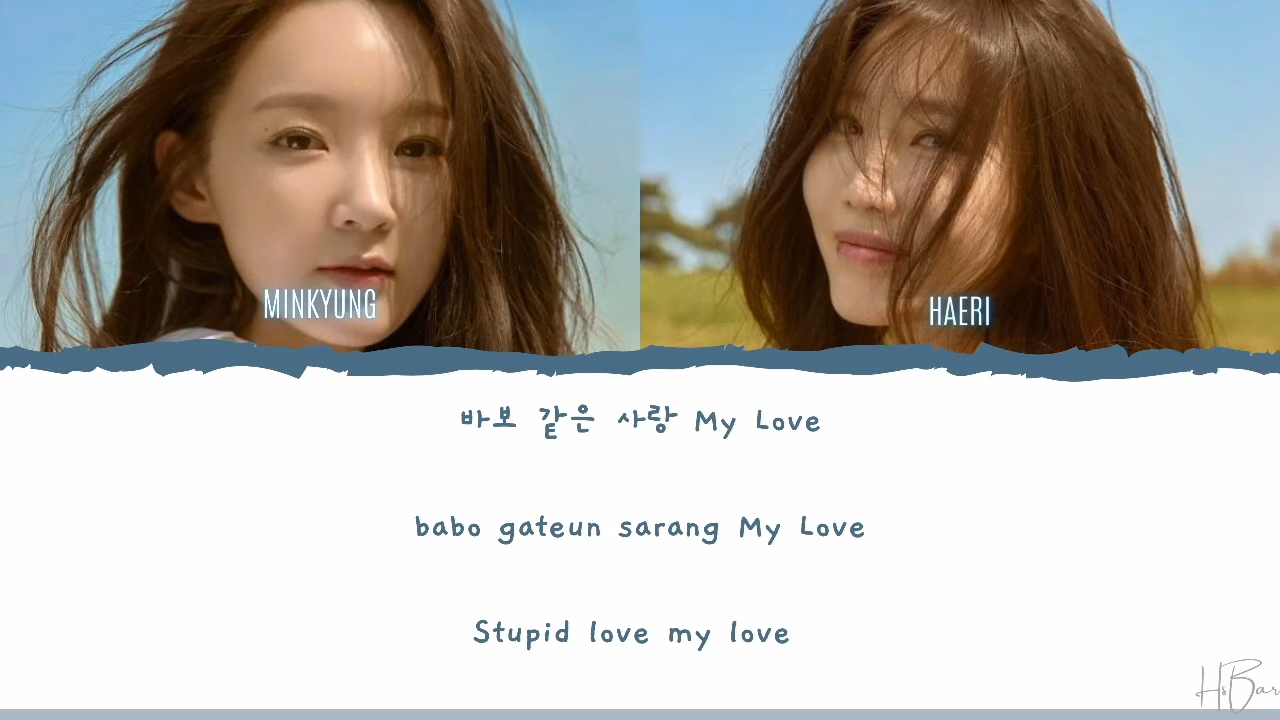 MINKYUNG
HAERI
바보 같은 사랑 My Love
babo gateun sarang My Love
Stupid love my love